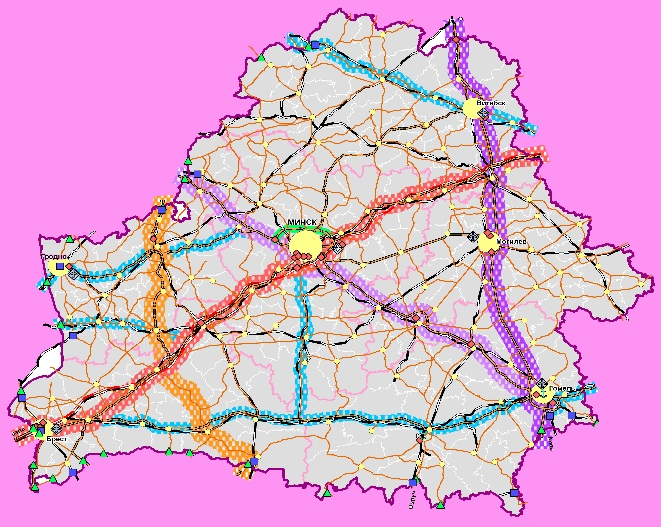 Витебск
МИНСК
Могилев
Гродно
Гомель
Брест